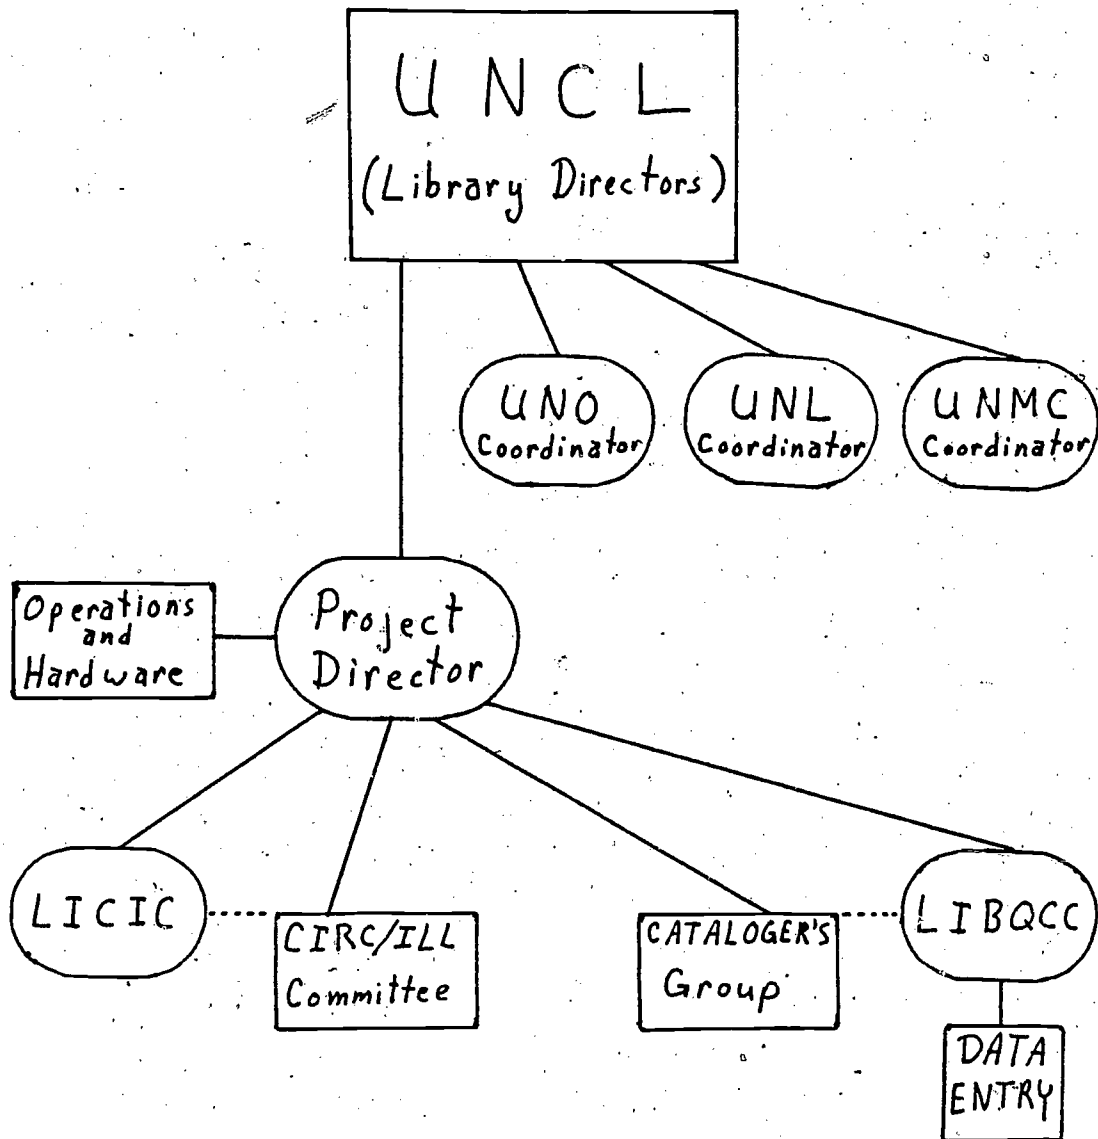 UNCL
(Library Directors)
UNO
Coordinator
UNL
Coordinator
UNMC
Coordinator
Operations
and
Hardware
Project
Director
LICIC
CIRC/ILL
Committee
CATALOGER'S
Group
LIBQCC
DATA
ENTRY